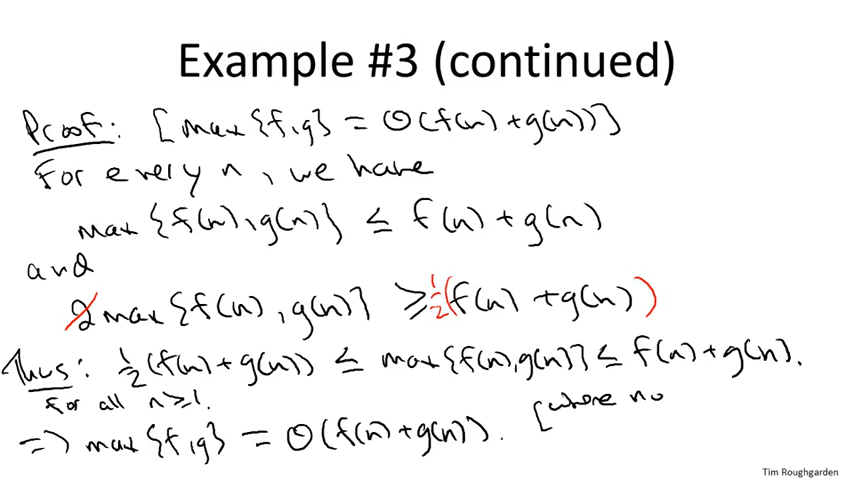 Example #3 (continued)
Proof: [max {f,g} = Θ(f(n) + g(n))]
For every n, we have
max {f(n), g(n)} ≤ f(n) + g(n)
and
2 max {f(n), g(n)} ≥ 1/2 (f(n) + g(n))
Thus: 1/2 (f(n) + g(n)) ≤ max {f(n), g(n)} ≤ f(n) + g(n).
for all n ≥ 1.
=> max {f,g} = Θ(f(n) + g(n)). [where no
Tim Roughgarden